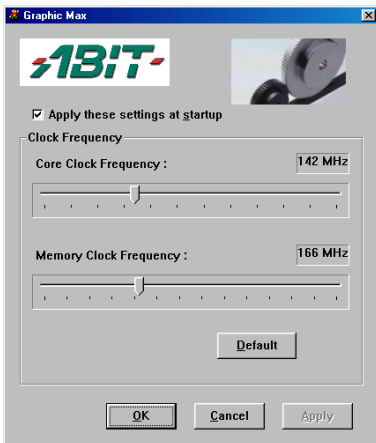 Graphic Max
ABIT
Apply these settings at startup
Clock Frequency
Core Clock Frequency :
142 MHz
Memory Clock Frequency :
166 MHz
Default
OK
Cancel
Apply